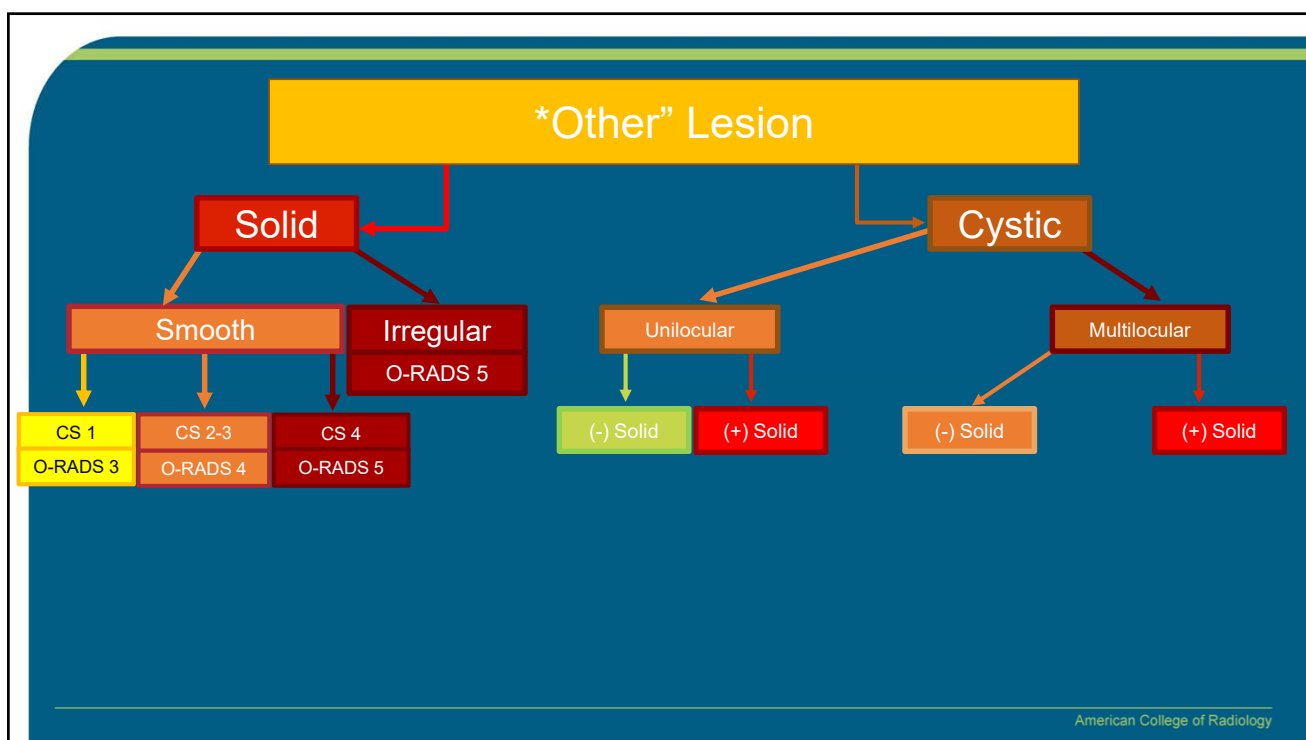 *Other” Lesion
Solid
Cystic
Smooth
Irregular
O-RADS 5
Unilocular
Multilocular
CS 1
O-RADS 3
CS 2-3
O-RADS 4
CS 4
O-RADS 5
(-) Solid
(+) Solid
(-) Solid
(+) Solid
American College of Radiology